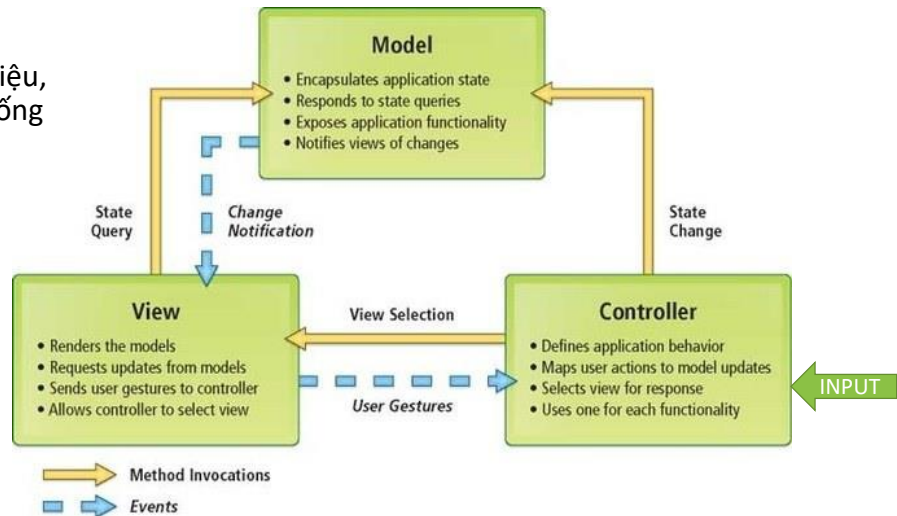 iệu,
ống
Model
• Encapsulates application state
• Responds to state queries
• Exposes application functionality
• Notifies views of changes
State
Query
Change
Notification
State
Change
View
• Renders the models
• Requests updates from models
• Sends user gestures to controller
• Allows controller to select view
View Selection
User Gestures
Controller
• Defines application behavior
• Maps user actions to model updates
• Selects view for response
• Uses one for each functionality
INPUT
Method Invocations
Events